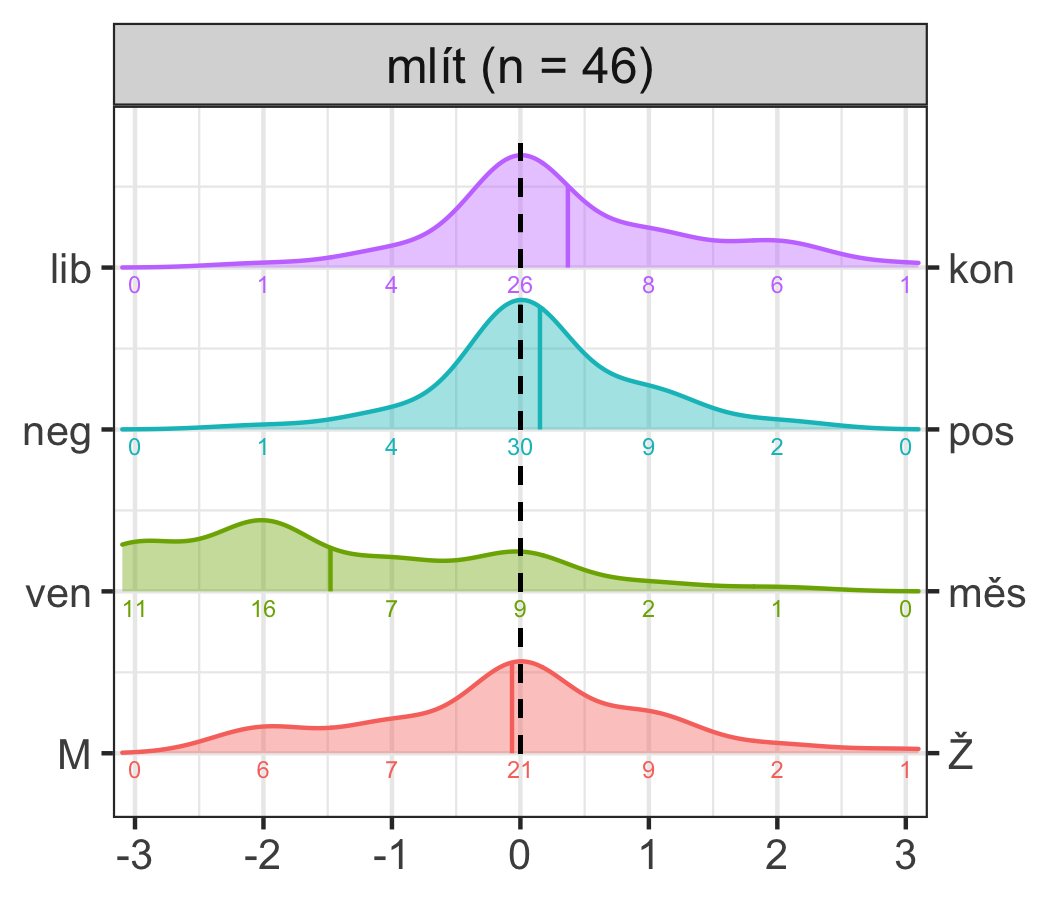 mlít (n = 46)
lib kon
0 1 4 26 8 6 1
neg pos
0 1 4 30 9 2 0
ven měs
11 16 7 9 2 1 0
M Ž
0 6 7 21 9 2 1
-3 -2 -1 0 1 2 3